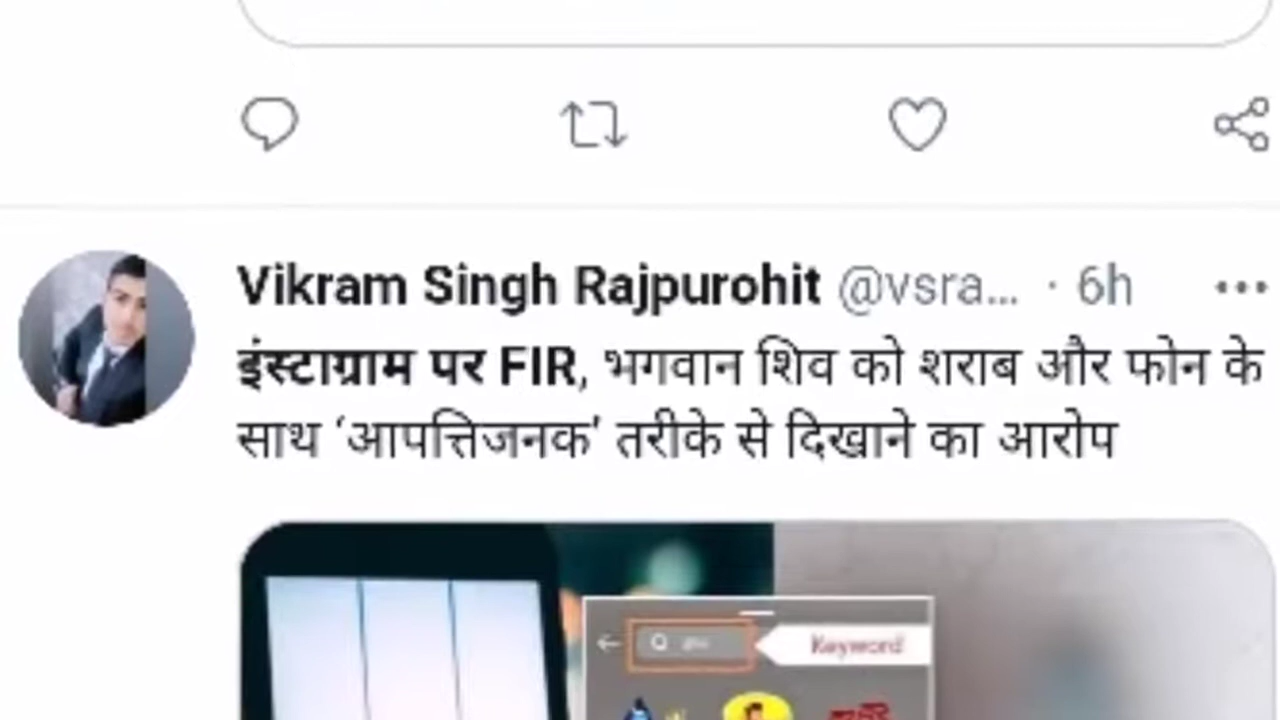 Vikram Singh Rajpurohit @vsra... · 6h
इंस्टाग्राम पर FIR, भगवान शिव को शराब और फोन के
साथ ‘आपत्तिजनक’ तरीके से दिखाने का आरोप
Keyword